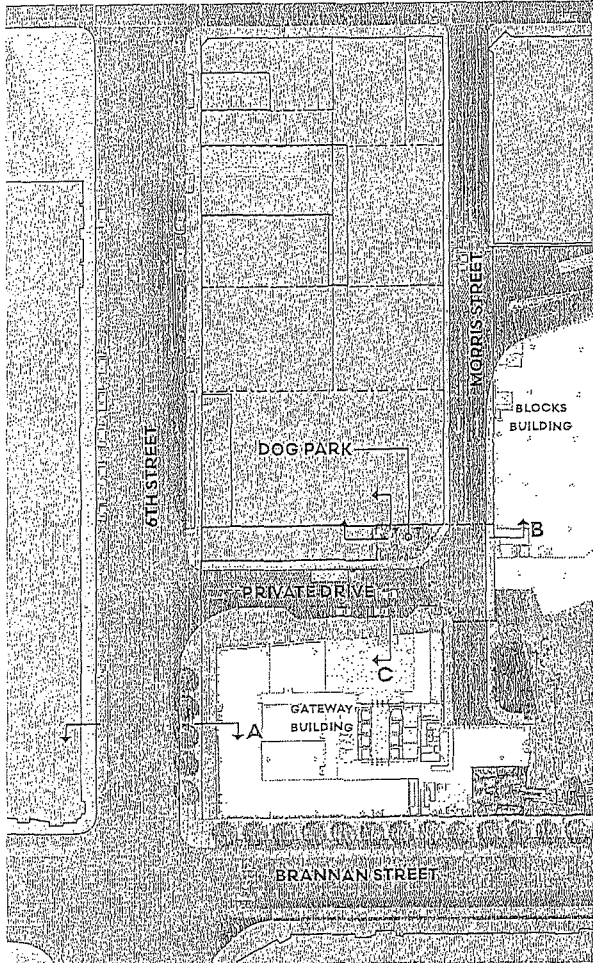 MORRIS STREET
BLOCKS
BUILDING
6TH STREET
DOG PARK
B
PRIVATE DRIVE
C
GATEWAY
BUILDING
A
BRANNAN STREET